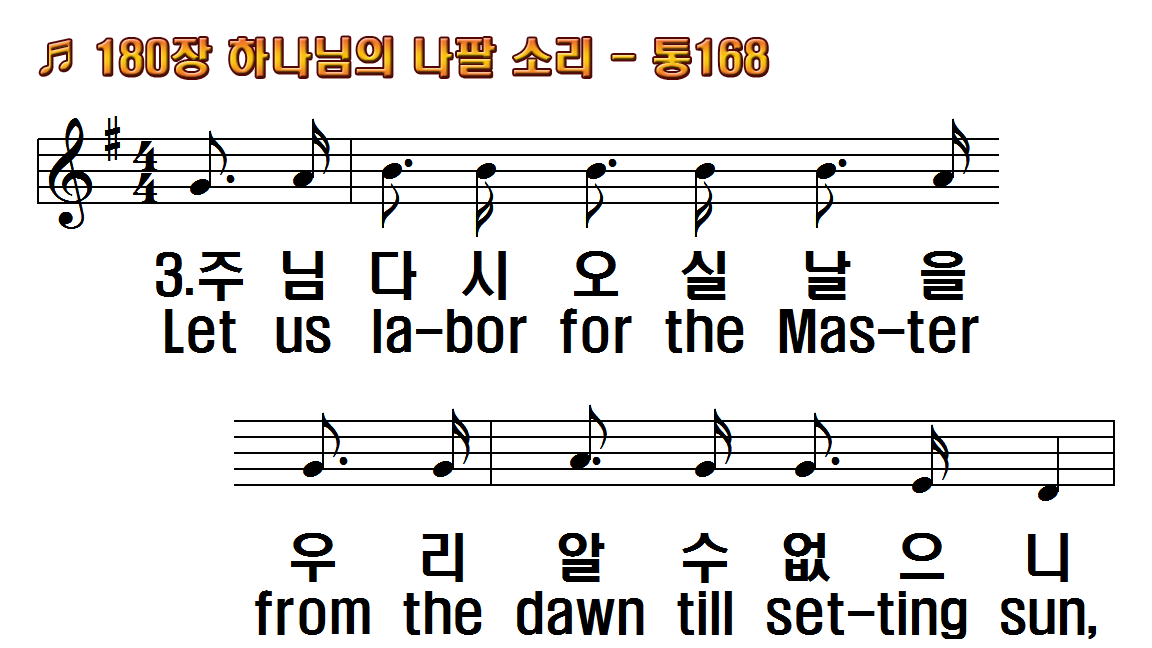 ♬ 180장 하나님의 나팔 소리 - 통168
3.주 님 다 시 오 실 날 을
Let us la-bor for the Mas-ter
우 리 알 수 없 으 니
from the dawn till set-ting sun,